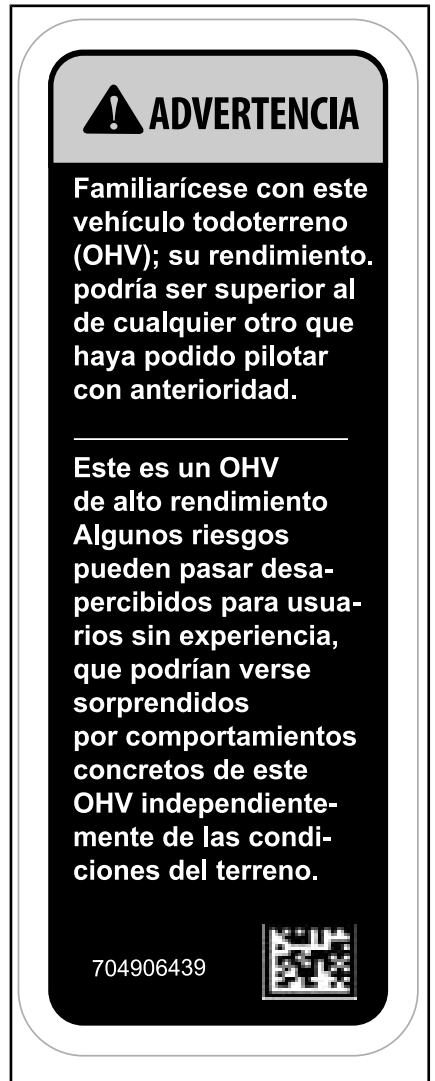 ADVERTENCIA
Familiarícese con este
vehículo todoterreno
(OHV); su rendimiento.
podría ser superior al
de cualquier otro que
haya podido pilotar
con anterioridad.
Este es un OHV
de alto rendimiento
Algunos riesgos
pueden pasar desa-
percibidos para usua-
rios sin experiencia,
que podrían verse
sorprendidos
por comportamientos
concretos de este
OHV independiente-
mente de las condi-
ciones del terreno.
704906439